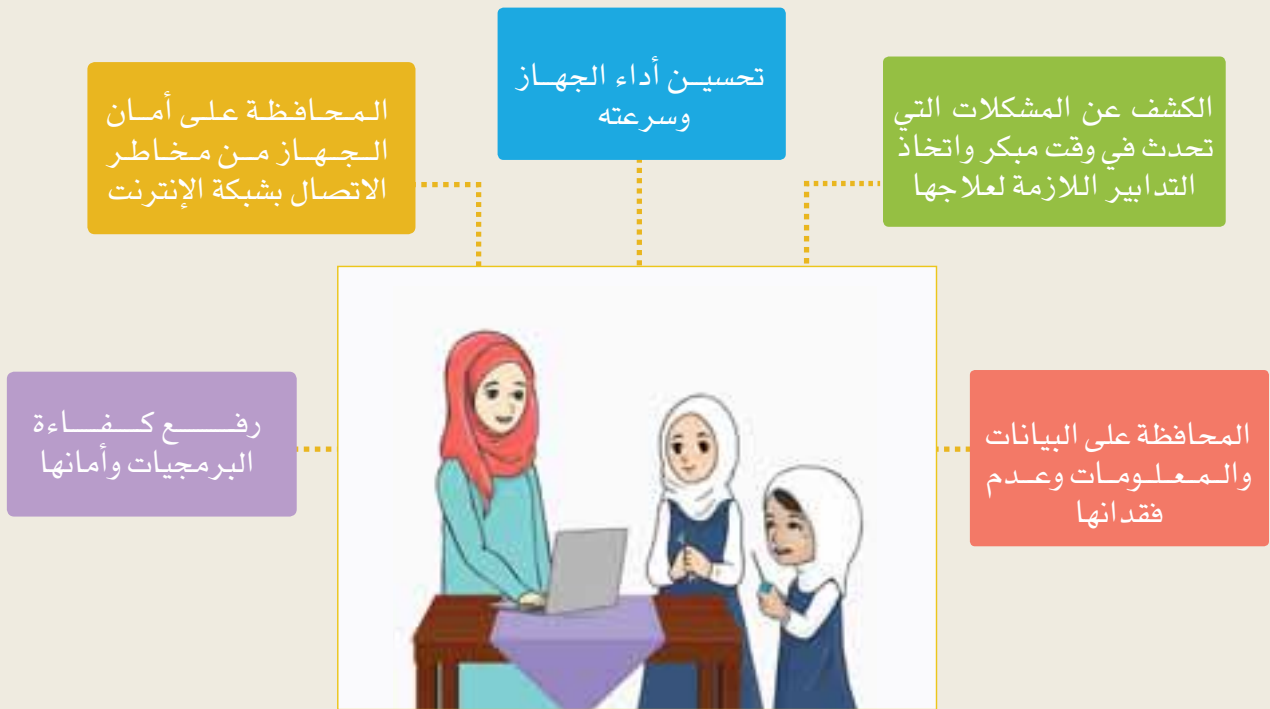 الكشف عن المشكلات التي
تحدث في وقت مبكر واتخاذ
التدابير اللازمة لعلاجها
تحسين أداء الجهاز
وسرعته
المحافظة على أمان
الجهاز من مخاطر
الاتصال بشبكة الإنترنت
المحافظة على البيانات
والمعلومات وعدم
فقدانها
رفع كفاءة
البرمجيات وأمانها